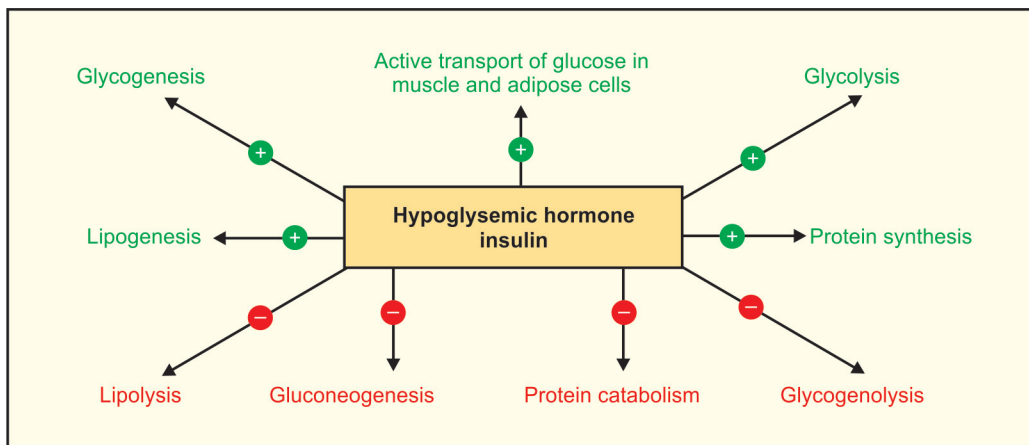 Active transport of glucose in
muscle and adipose cells
Glycogenesis
Glycolysis
+
+
+
Hypoglysemic hormone
insulin
Lipogenesis
+
+
Protein synthesis
−
−
−
−
Lipolysis
Gluconeogenesis
Protein catabolism
Glycogenolysis